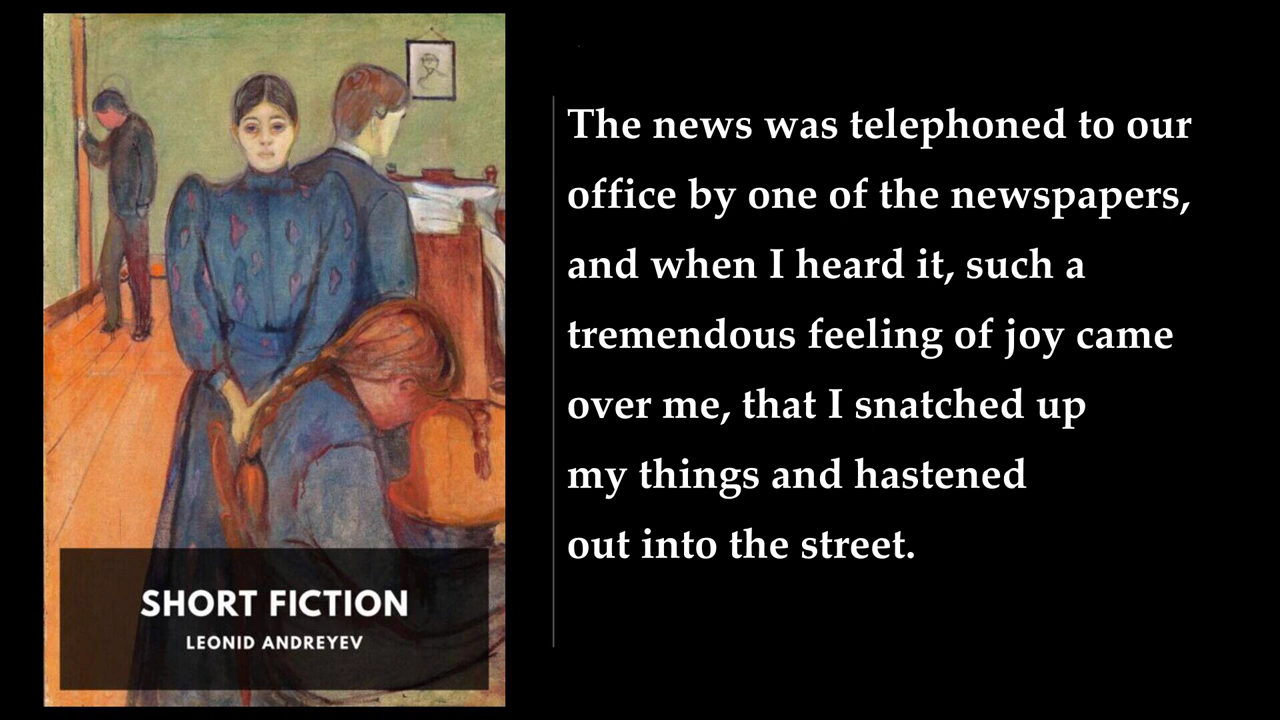 SHORT FICTION
LEONID ANDREYEV
The news was telephoned to our
office by one of the newspapers,
and when I heard it, such a
tremendous feeling of joy came
over me, that I snatched up
my things and hastened
out into the street.